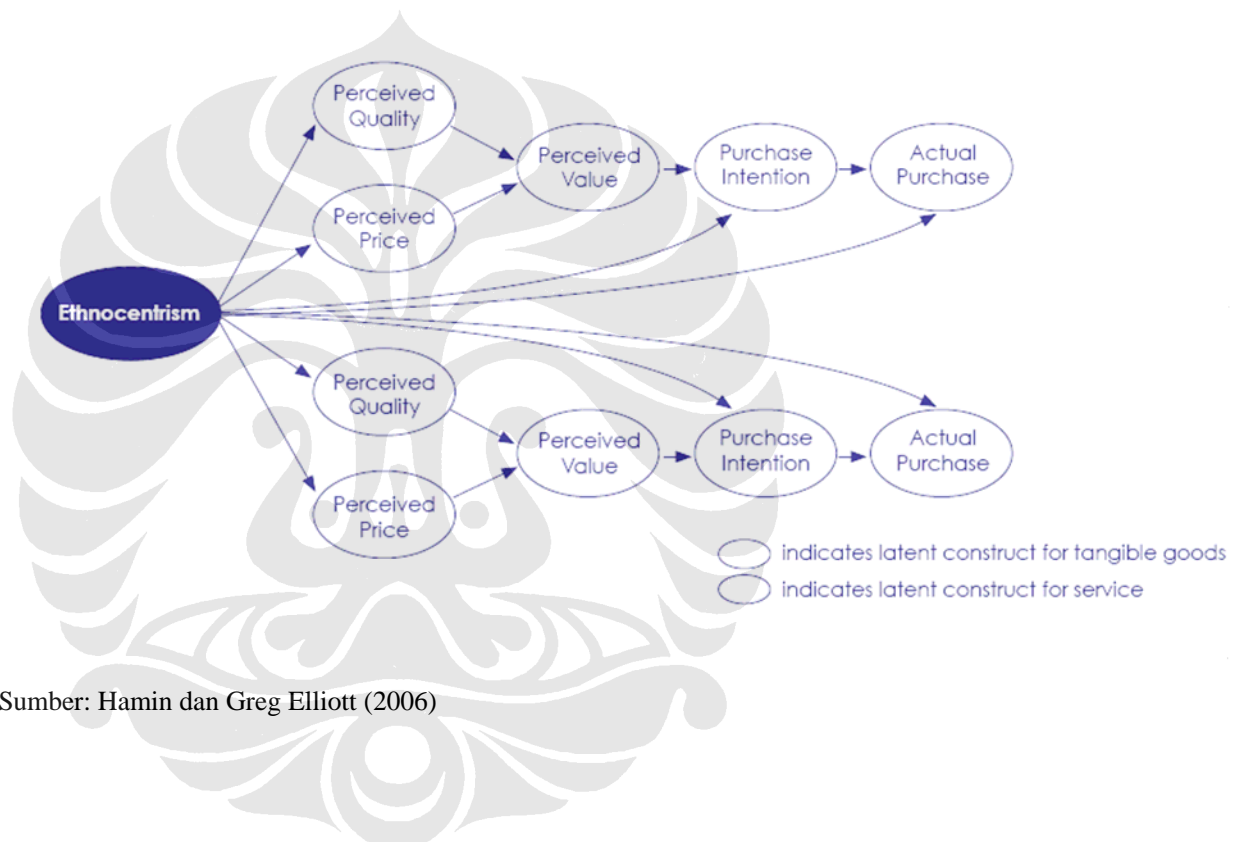 Perceived
Quality
Perceived
Value
Purchase
Intention
Actual
Purchase
Perceived
Price
Ethnocentrism
Perceived
Quality
Perceived
Value
Purchase
Intention
Actual
Purchase
Perceived
Price
indicates latent construct for tangible goods
indicates latent construct for service
Sumber: Hamin dan Greg Elliott (2006)